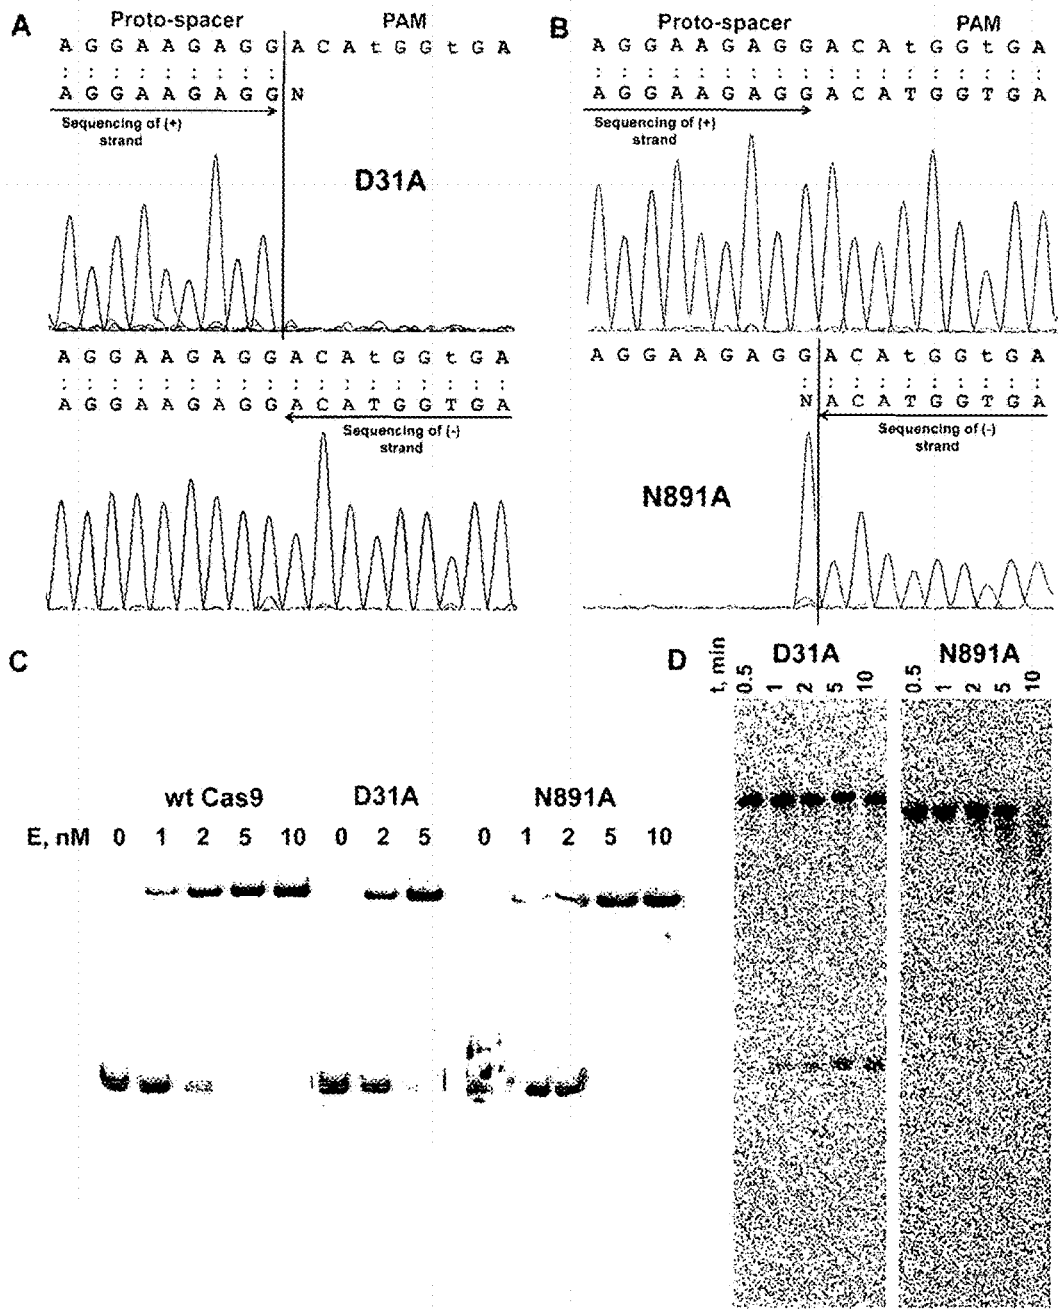 A
Proto-spacer PAM
A G G A A G A G G A C A t G G t G A
: : : : : : : : :
A G G A A G A G G N
Sequencing of (+)
strand
D31A
A G G A A G A G G A C A t G G t G A
: : : : : : : : : : : : : : : : : :
A G G A A G A G G A C A T G G T G A
Sequencing of (-)
strand
B
Proto-spacer PAM
A G G A A G A G G A C A t G G t G A
: : : : : : : : : : : : : : : : : :
A G G A A G A G G A C A T G G T G A
Sequencing of (+)
strand
A G G A A G A G G A C A t G G t G A
: : : : : : : : : :
N A C A T G G T G A
Sequencing of (-)
strand
N891A
C
wt Cas9 D31A N891A
E, nM 0 1 2 5 10 0 2 5 0 1 2 5 10
D
D31A N891A
t, min 0.5 1 2 5 10 0.5 1 2 5 10